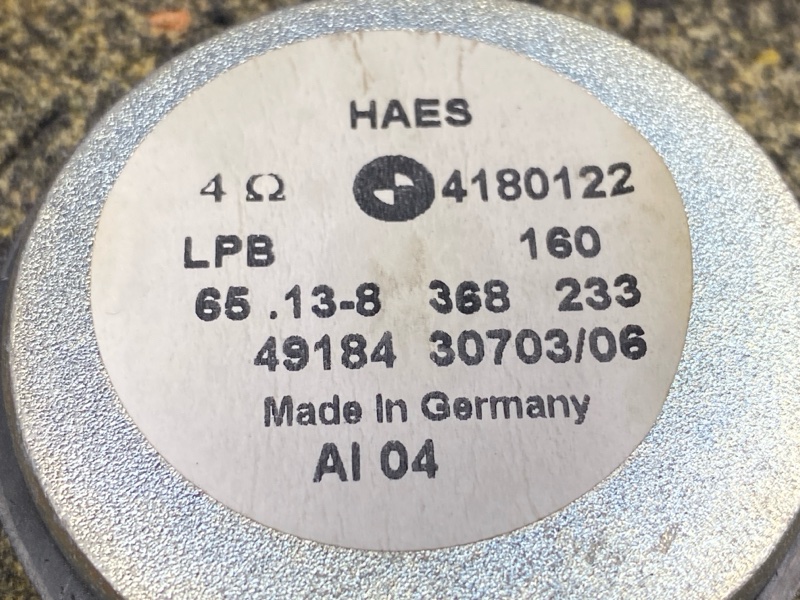 HAES
4 Ω 4180122
LPB 160
65 .13-8 368 233
49184 30703/06
Made In Germany
AI 04